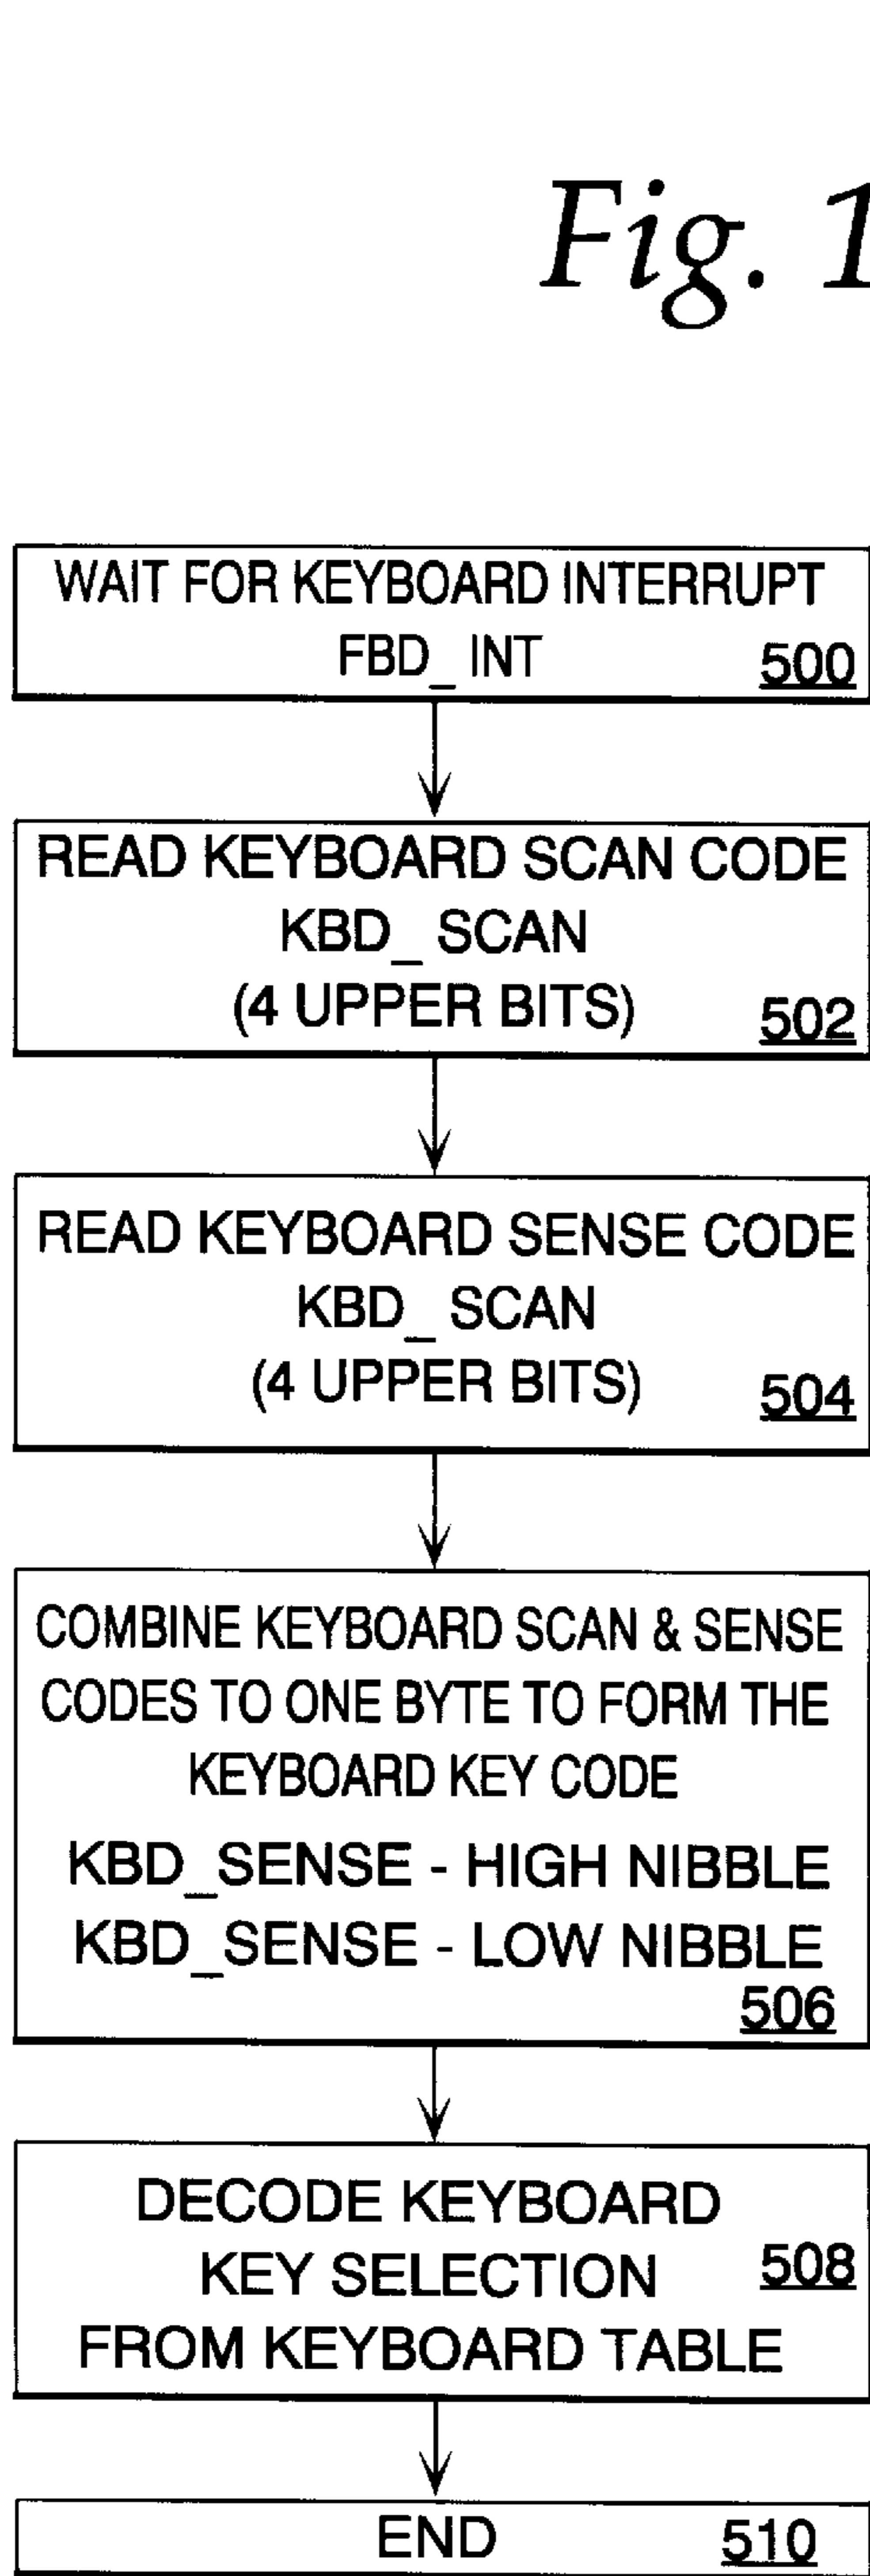 Fig. 1
WAIT FOR KEYBOARD INTERRUPT
FBD_ INT
500
READ KEYBOARD SCAN CODE
KBD_ SCAN
(4 UPPER BITS)
502
READ KEYBOARD SENSE CODE
KBD_ SCAN
(4 UPPER BITS)
504
COMBINE KEYBOARD SCAN & SENSE
CODES TO ONE BYTE TO FORM THE
KEYBOARD KEY CODE
KBD_SENSE - HIGH NIBBLE
KBD_SENSE - LOW NIBBLE
506
DECODE KEYBOARD
KEY SELECTION
508
FROM KEYBOARD TABLE
END
510